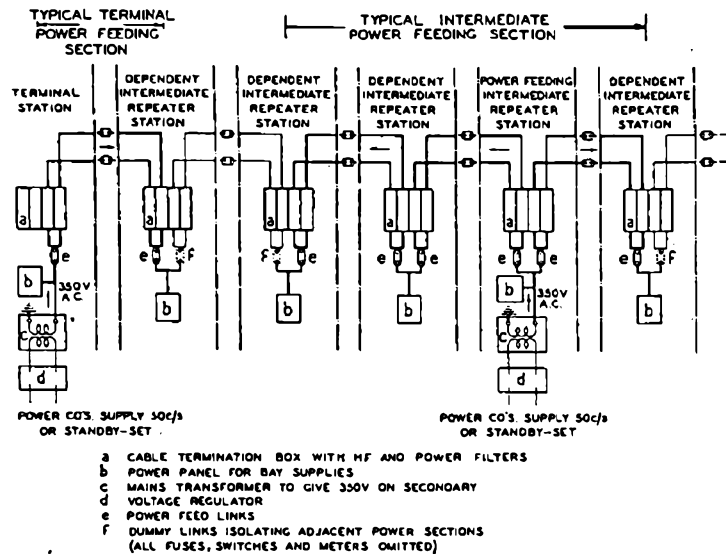 TYPICAL TERMINAL
POWER FEEDING
SECTION
TYPICAL INTERMEDIATE
POWER FEEDING SECTION
TERMINAL
STATION
DEPENDENT
INTERMEDIATE
REPEATER
STATION
DEPENDENT
INTERMEDIATE
REPEATER
STATION
DEPENDENT
INTERMEDIATE
REPEATER
STATION
POWER FEEDING
INTERMEDIATE
REPEATER
STATION
DEPENDENT
INTERMEDIATE
REPEATER
STATION
a
a
a
a
a
a
e
e
f
f
e
e
e
e
e
e
f
b
350V
A.C.
b
b
b
b
350V
A.C.
b
c
c
d
d
POWER CO'S. SUPPLY 50c/s
OR STANDBY-SET
POWER CO'S. SUPPLY 50c/s
OR STANDBY-SET
a CABLE TERMINATION BOX WITH HF AND POWER FILTERS
b POWER PANEL FOR BAY SUPPLIES
c MAINS TRANSFORMER TO GIVE 350V ON SECONDARY
d VOLTAGE REGULATOR
e POWER FEED LINKS
f DUMMY LINKS ISOLATING ADJACENT POWER SECTIONS
(ALL FUSES, SWITCHES AND METERS OMITTED)